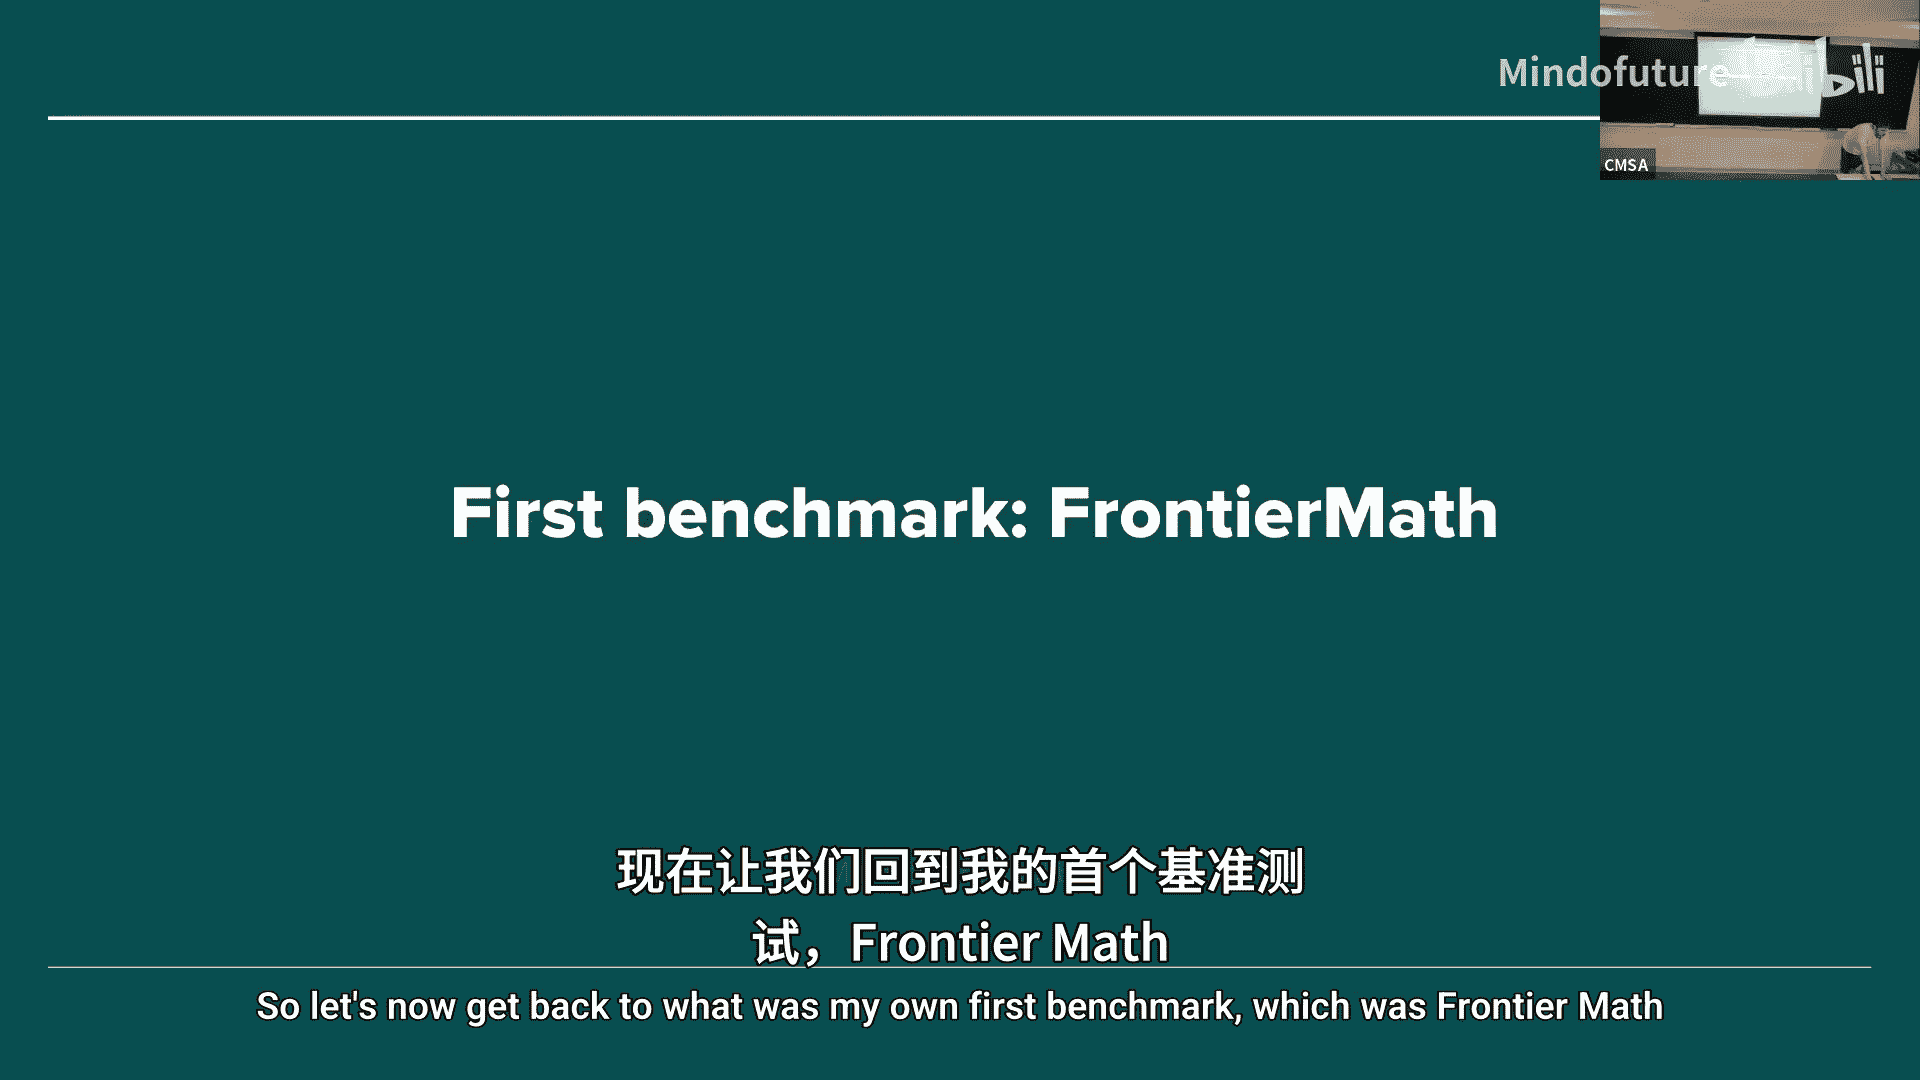 Mindofuture
bilibili
CMSA
First benchmark: FrontierMath
现在让我们回到我的首个基准测
试，Frontier Math
So let's now get back to what was my own first benchmark, which was Frontier Math